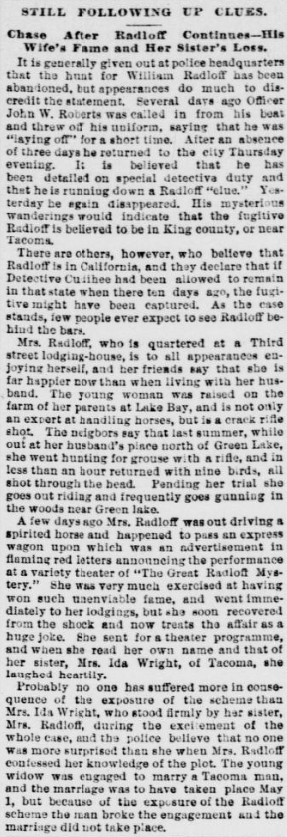 STILL FOLLOWING UP CLUES.
Chase After Radloff Continues—His
Wife's Fame and Her Sister's Loss.
It is generally given out at police headquarters
that the hunt for William Radloff has been
abandoned, but appearances do much to dis-
credit the statement. Several days ago Officer
John W. Roberts was called in from his beat
and threw off his uniform, saying that he was
"laying off" for a short time. After an absence
of three days he returned to the city Thursday
evening. It is believed that he has
been detailed on special detective duty and
that he is running down a Radloff "clue." Yes-
terday he again disappeared. His mysterious
wanderings would indicate that the fugitive
Radloff is believed to be in King county, or near
Tacoma.
There are others, however, who believe that
Radloff is in California, and they declare that if
Detective Cudihee had been allowed to remain
in that state when there ten days ago, the fugi-
tive might have been captured. As the case
stands, few people ever expect to see Radloff be-
hind the bars.
Mrs. Radloff, who is quartered at a Third
street lodging-house, is to all appearances en-
joying herself, and her friends say that she is
far happier now than when living with her hus-
band. The young woman was raised on the
farm of her parents at Lake Bay, and is not only
an expert at handling horses, but is a crack rifle
shot. The neigbors say that last summer, while
out at her husband's place north of Green Lake,
she went hunting for grouse with a rifle, and in
less than an hour returned with nine birds, all
shot through the head. Pending her trial she
goes out riding and frequently goes gunning in
the woods near Green lake.
A few days ago Mrs. Radloff was out driving a
spirited horse and happened to pass an express
wagon upon which was an advertisement in
flaming red letters announcing the performance
at a variety theater of "The Great Radloff Mys-
tery." She was very much exercised at having
won such unenviable fame, and went imme-
diately to her lodgings, but she soon recovered
from the shock and now treats the affair as a
huge joke. She sent for a theater programme,
and when she read her own name and that of
her sister, Mrs. Ida Wright, of Tacoma, she
laughed heartily.
Probably no one has suffered more in conse-
quence of the exposure of the scheme than
Mrs. Ida Wright, who stood firmly by her sister,
Mrs. Radloff, during the excitement of the
whole case, and the police believe that no one
was more surprised than she when Mrs. Radloff
confessed her knowledge of the plot. The young
widow was engaged to marry a Tacoma man,
and the marriage was to have taken place May
1, but because of the exposure of the Radloff
scheme the man broke the engagement and the
marriage did not take place.